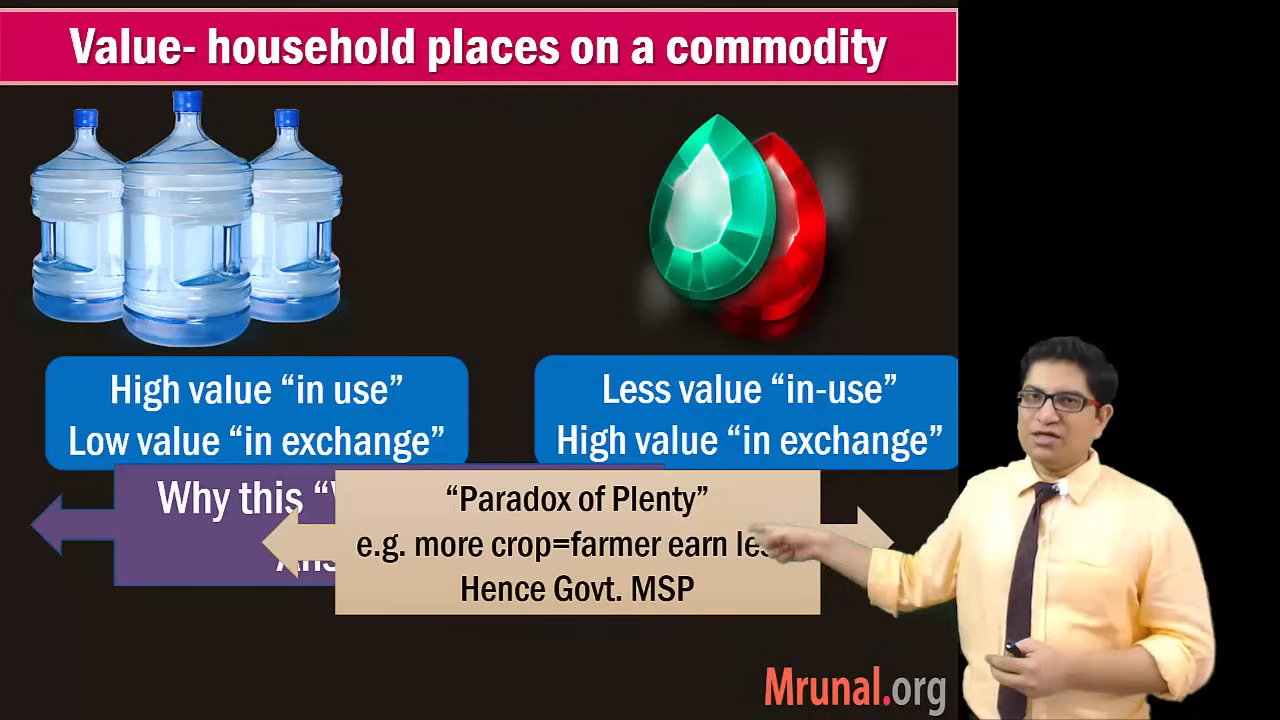 Value- household places on a commodity
High value “in use”
Low value “in exchange”
Less value “in-use”
High value “in exchange”
Why this
“Paradox of Plenty”
e.g. more crop=farmer earn
Hence Govt. MSP
Mrunal.org